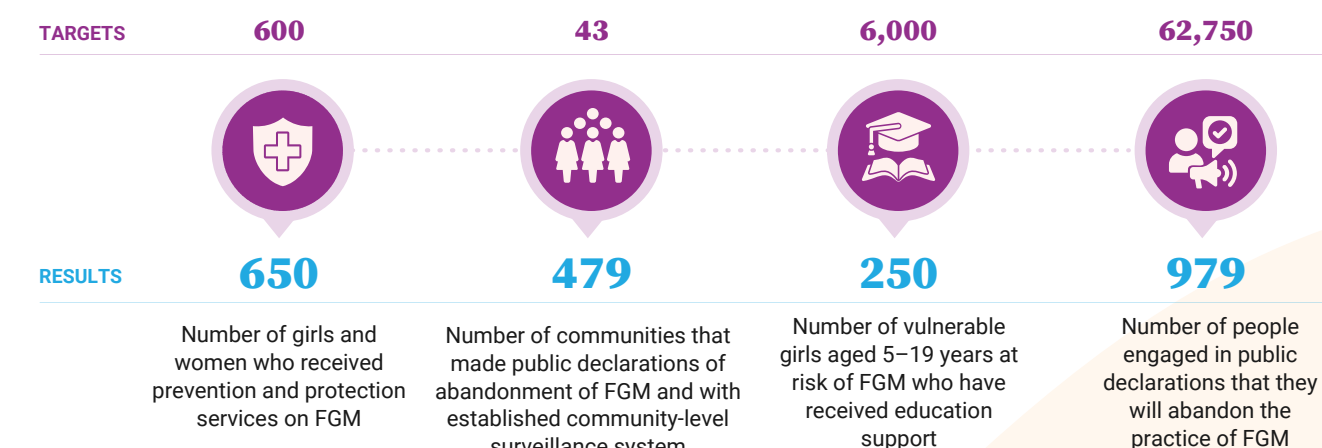 TARGETS 600 43 6,000 62,750
RESULTS 650 479 250 979
Number of girls and
women who received
prevention and protection
services on FGM
Number of communities that
made public declarations of
abandonment of FGM and with
established community-level
surveillance system
Number of vulnerable
girls aged 5–19 years at
risk of FGM who have
received education
support
Number of people
engaged in public
declarations that they
will abandon the
practice of FGM